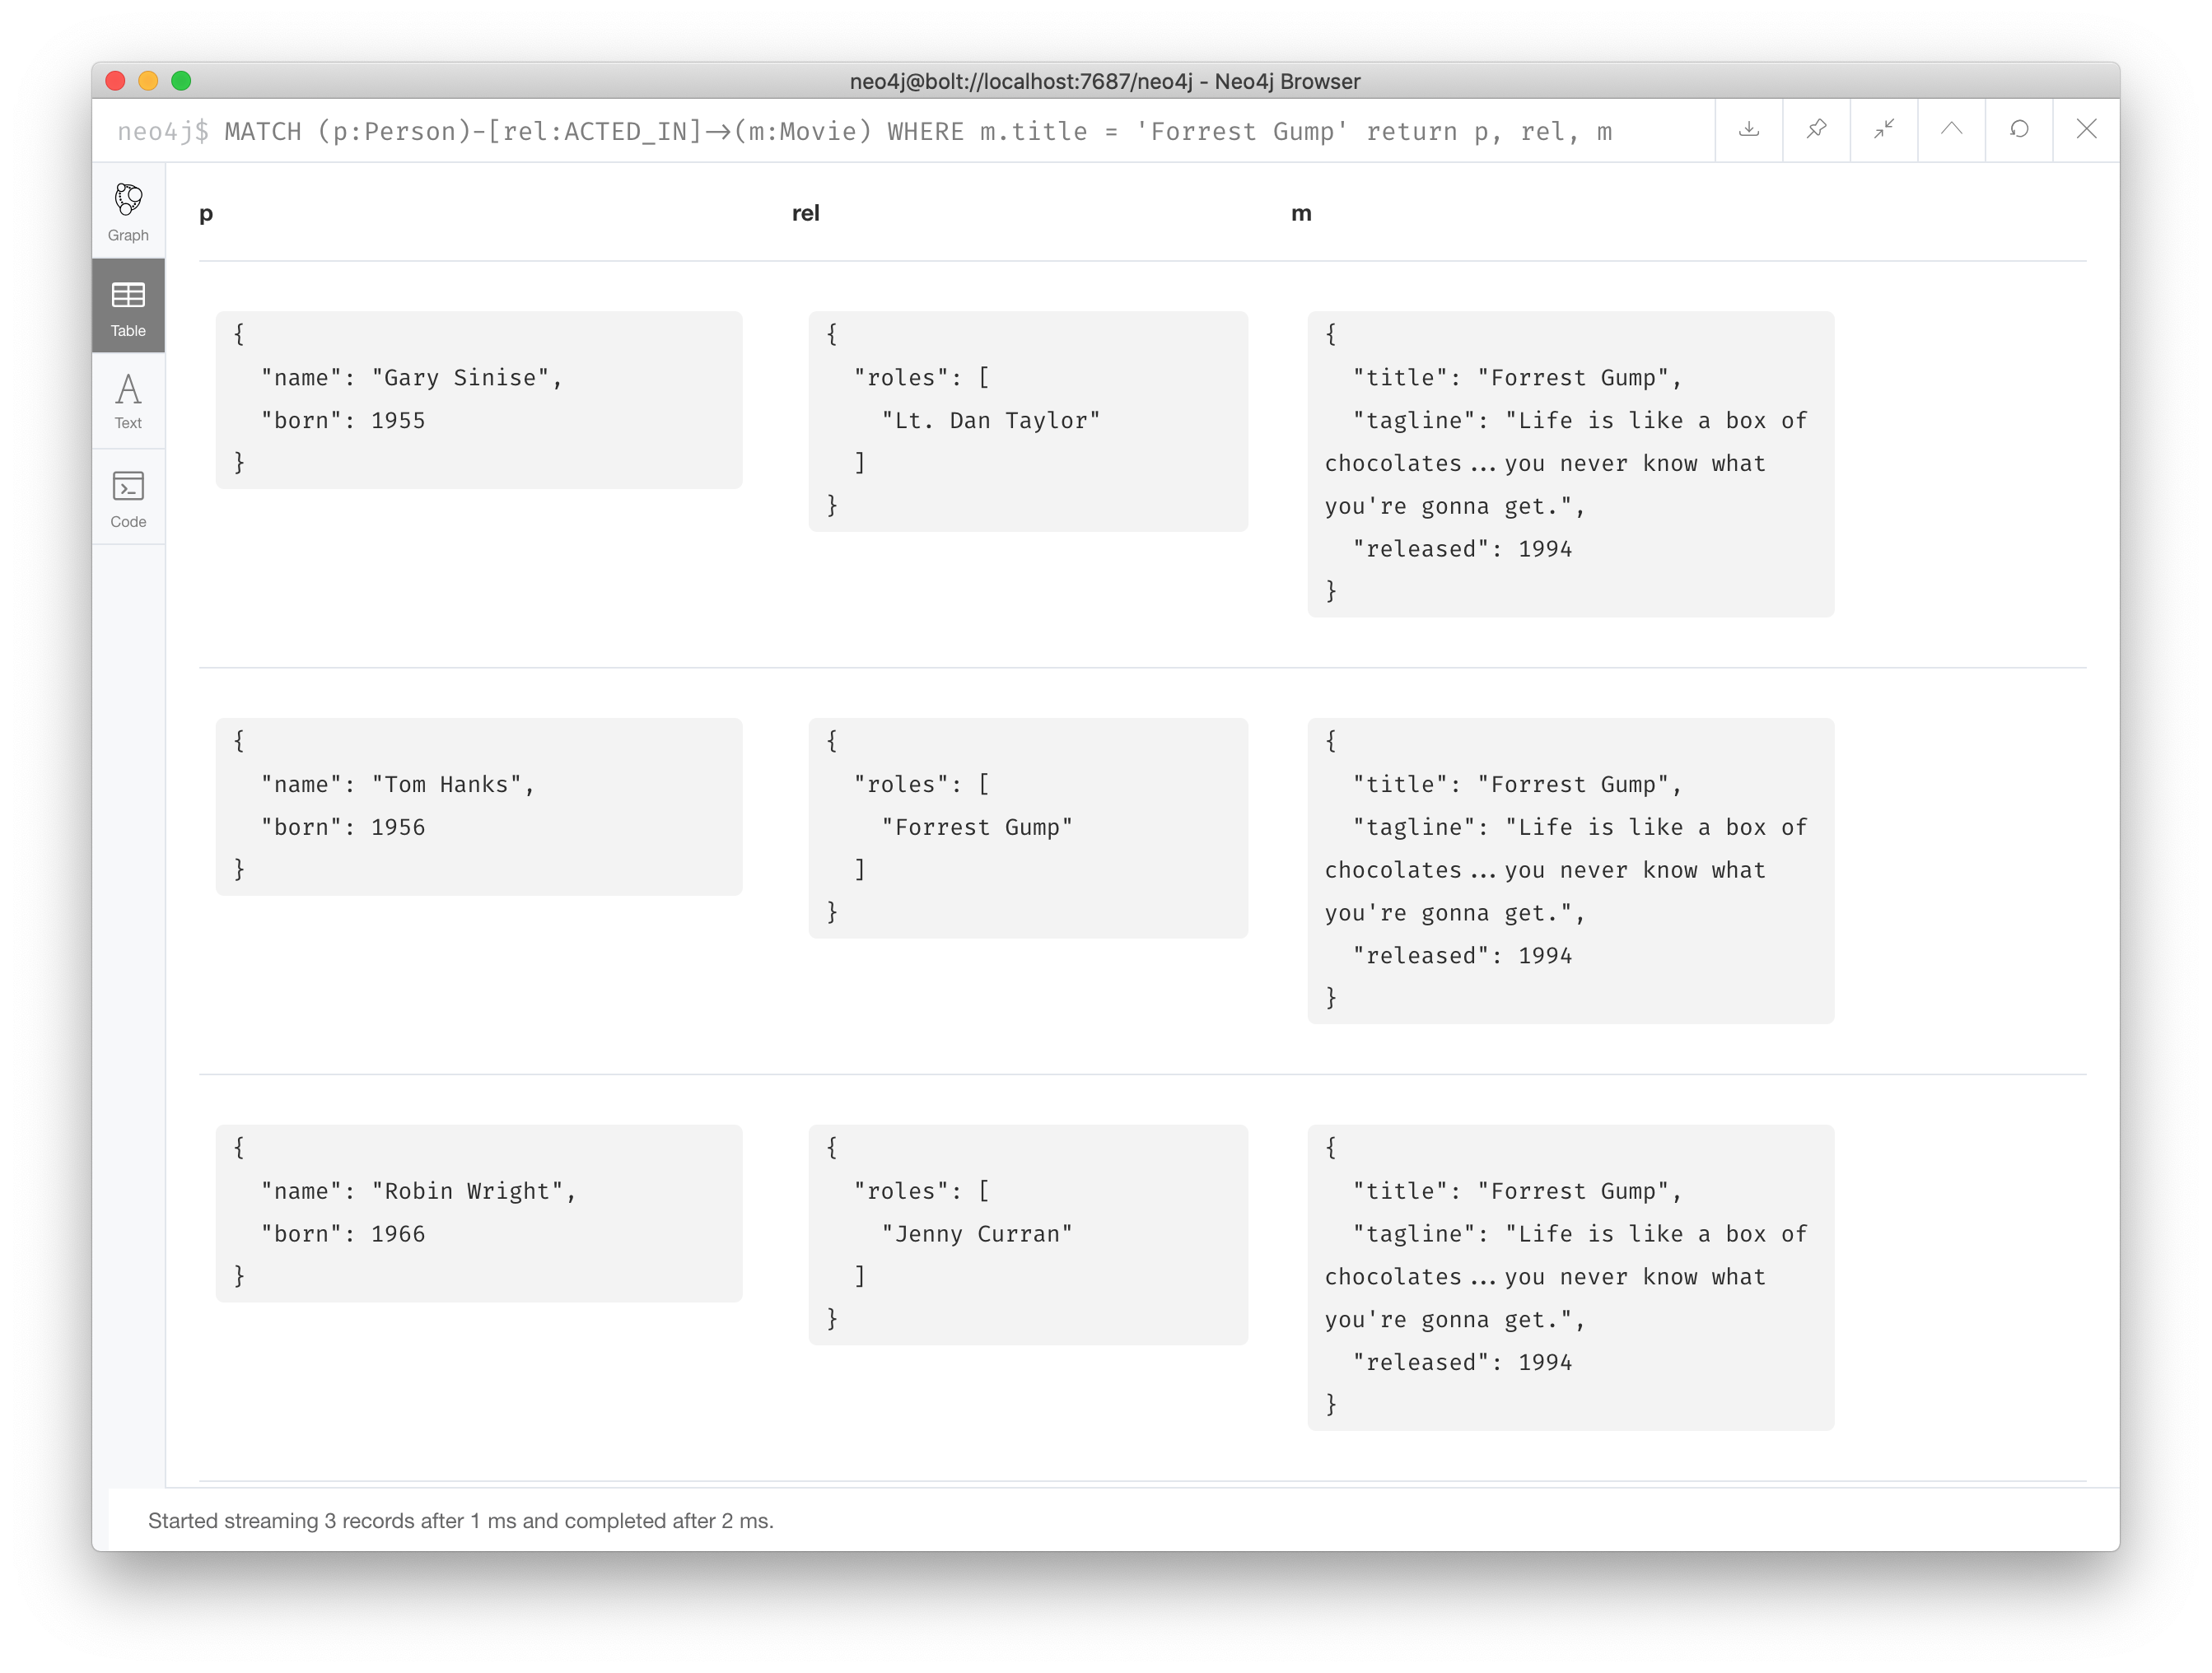 neo4j@bolt://localhost:7687/neo4j - Neo4j Browser
neo4j$ MATCH (p:Person)-[rel:ACTED_IN]->(m:Movie) WHERE m.title = 'Forrest Gump' return p, rel, m
Graph
Table
Text
Code
p rel m
{
"name": "Gary Sinise",
"born": 1955
}
{
"roles": [
"Lt. Dan Taylor"
]
}
{
"title": "Forrest Gump",
"tagline": "Life is like a box of
chocolates...you never know what
you're gonna get.",
"released": 1994
}
{
"name": "Tom Hanks",
"born": 1956
}
{
"roles": [
"Forrest Gump"
]
}
{
"title": "Forrest Gump",
"tagline": "Life is like a box of
chocolates...you never know what
you're gonna get.",
"released": 1994
}
{
"name": "Robin Wright",
"born": 1966
}
{
"roles": [
"Jenny Curran"
]
}
{
"title": "Forrest Gump",
"tagline": "Life is like a box of
chocolates...you never know what
you're gonna get.",
"released": 1994
}
Started streaming 3 records after 1 ms and completed after 2 ms.